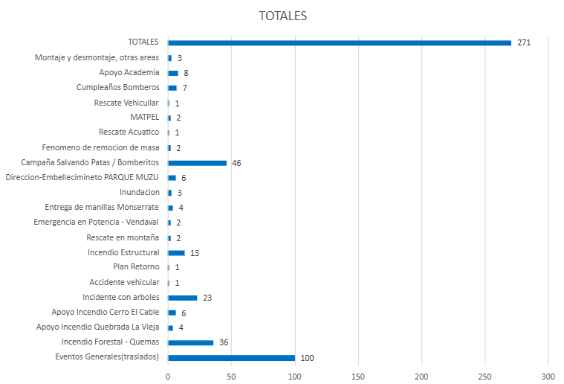 TOTALES
TOTALES 271
Montaje y desmontaje, otras areas 3
Apoyo Academia 8
Cumpleaños Bomberos 7
Rescate Vehicullar 1
MATPEL 2
Rescate Acuatico 1
Fenomeno de remocion de masa 2
Campaña Salvando Patas / Bomberitos 46
Direccion-Embellecimineto PARQUE MUZU 6
Inundacion 3
Entrega de manillas Monserrate 4
Emergencia en Potencia - Vendaval 2
Rescate en montaña 2
Incendio Estructural 13
Plan Retorno 1
Accidente vehicular 1
Incidente con arboles 23
Apoyo Incendio Cerro El Cable 6
Apoyo Incendio Quebrada La Vieja 4
Incendio Forestal - Quemas 36
Eventos Generales(traslados) 100
0 50 100 150 200 250 300